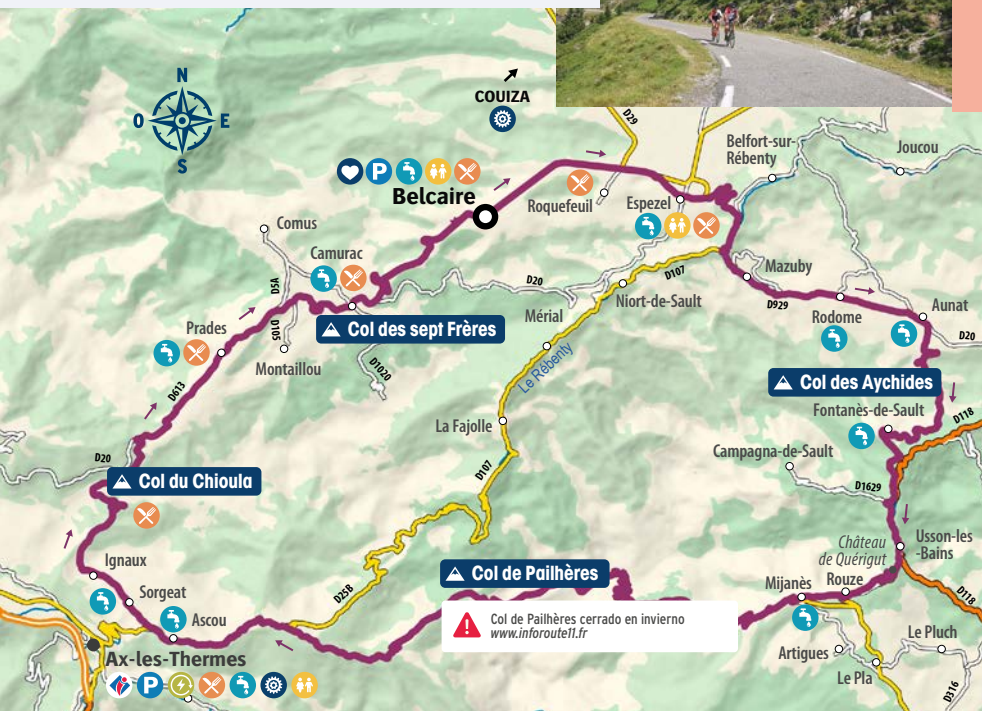 N
O
E
S
COUIZA
D29
Belfort-sur-
Rébenty
Joucou
P
Belcaire
Roquefeuil
Espezel
Comus
Camurac
D5A
D105
D20
D107
Mazuby
D929
Niort-de-Sault
Rodome
Aunat
D20
Prades
Col des sept Frères
Mérial
Montaillou
D1020
Le Rébenty
Col des Aychides
D613
Fontanès-de-Sault
D118
La Fajolle
D20
Campagna-de-Sault
D107
Col du Chioula
D1629
Château
de Quérigut
Usson-les
-Bains
Ignaux
Col de Pailhères
Mijanès
Rouze
D25B
D118
Sorgeat
Col de Pailhères cerrado en invierno
www.inforoute11.fr
Ascou
Le Pluch
Artigues
Ax-les-Thermes
Le Pla
P
D316